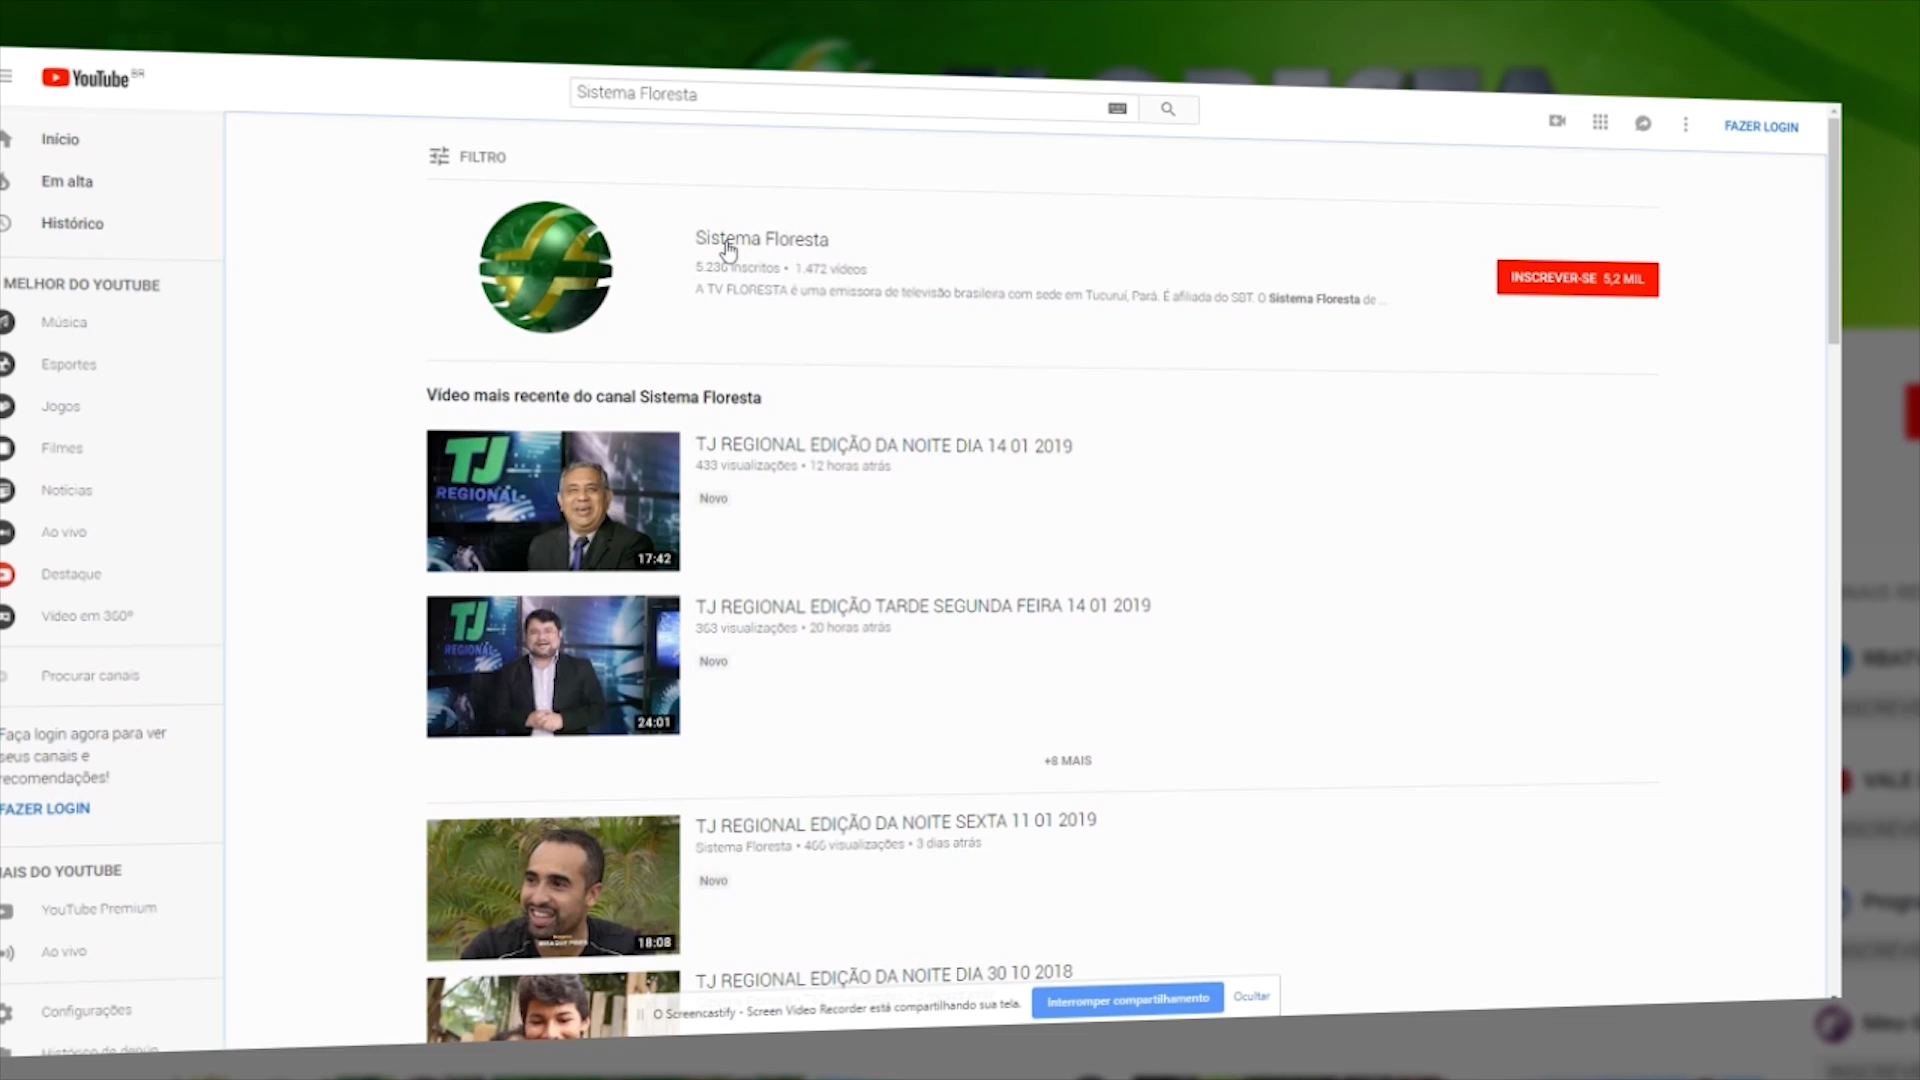 YouTube BR
Sistema Floresta
FAZER LOGIN
Início
Em alta
Histórico
MELHOR DO YOUTUBE
Música
Esportes
Jogos
Filmes
Notícias
Ao vivo
Destaque
Vídeo em 360º
Procurar canais
Faça login agora para ver
seus canais e
recomendações!
FAZER LOGIN
AIS DO YOUTUBE
YouTube Premium
Ao vivo
Configurações
FILTRO
Sistema Floresta
5.236 inscritos • 1.472 vídeos
A TV FLORESTA é uma emissora de televisão brasileira com sede em Tucuruí, Pará. É afiliada do SBT. O Sistema Floresta de ...
INSCREVER-SE 5,2 MIL
Vídeo mais recente do canal Sistema Floresta
TJ
REGIONAL
17:42
TJ REGIONAL EDIÇÃO DA NOITE DIA 14 01 2019
433 visualizações • 12 horas atrás
Novo
TJ
REGIONAL
24:01
TJ REGIONAL EDIÇÃO TARDE SEGUNDA FEIRA 14 01 2019
363 visualizações • 20 horas atrás
Novo
+8 MAIS
18:08
TJ REGIONAL EDIÇÃO DA NOITE SEXTA 11 01 2019
Sistema Floresta • 466 visualizações • 3 dias atrás
Novo
TJ REGIONAL EDIÇÃO DA NOITE DIA 30 10 2018
O Screencastify - Screen Video Recorder está compartilhando sua tela.
Interromper compartilhamento
Ocultar